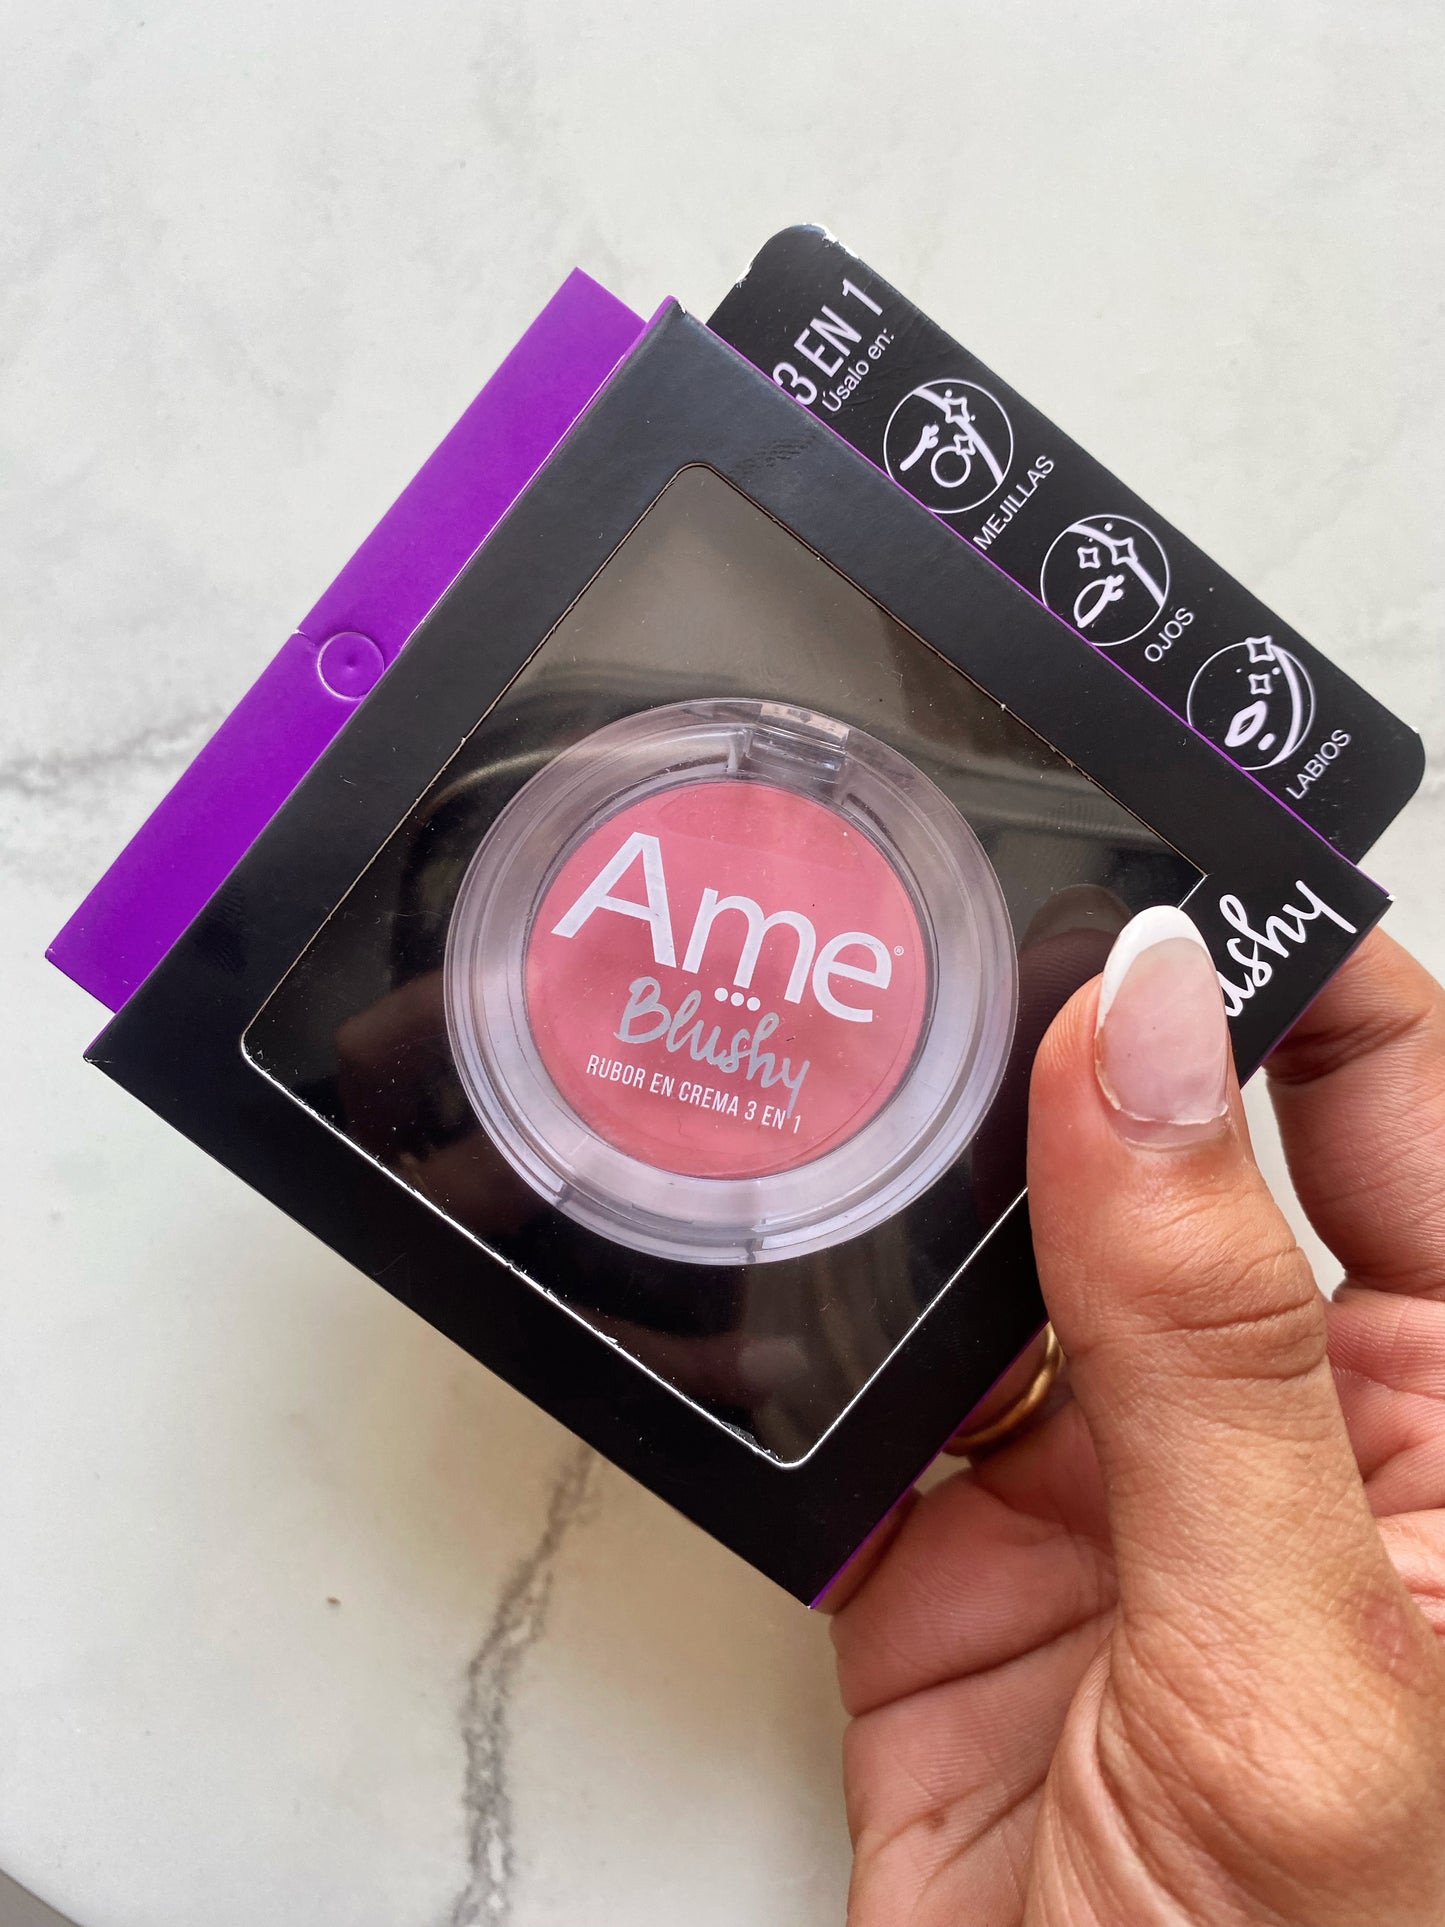 3 EN 1
Úsalo en:
MEJILLAS
OJOS
LABIOS
Ame®
Blushy
RUBOR EN CREMA 3 EN 1